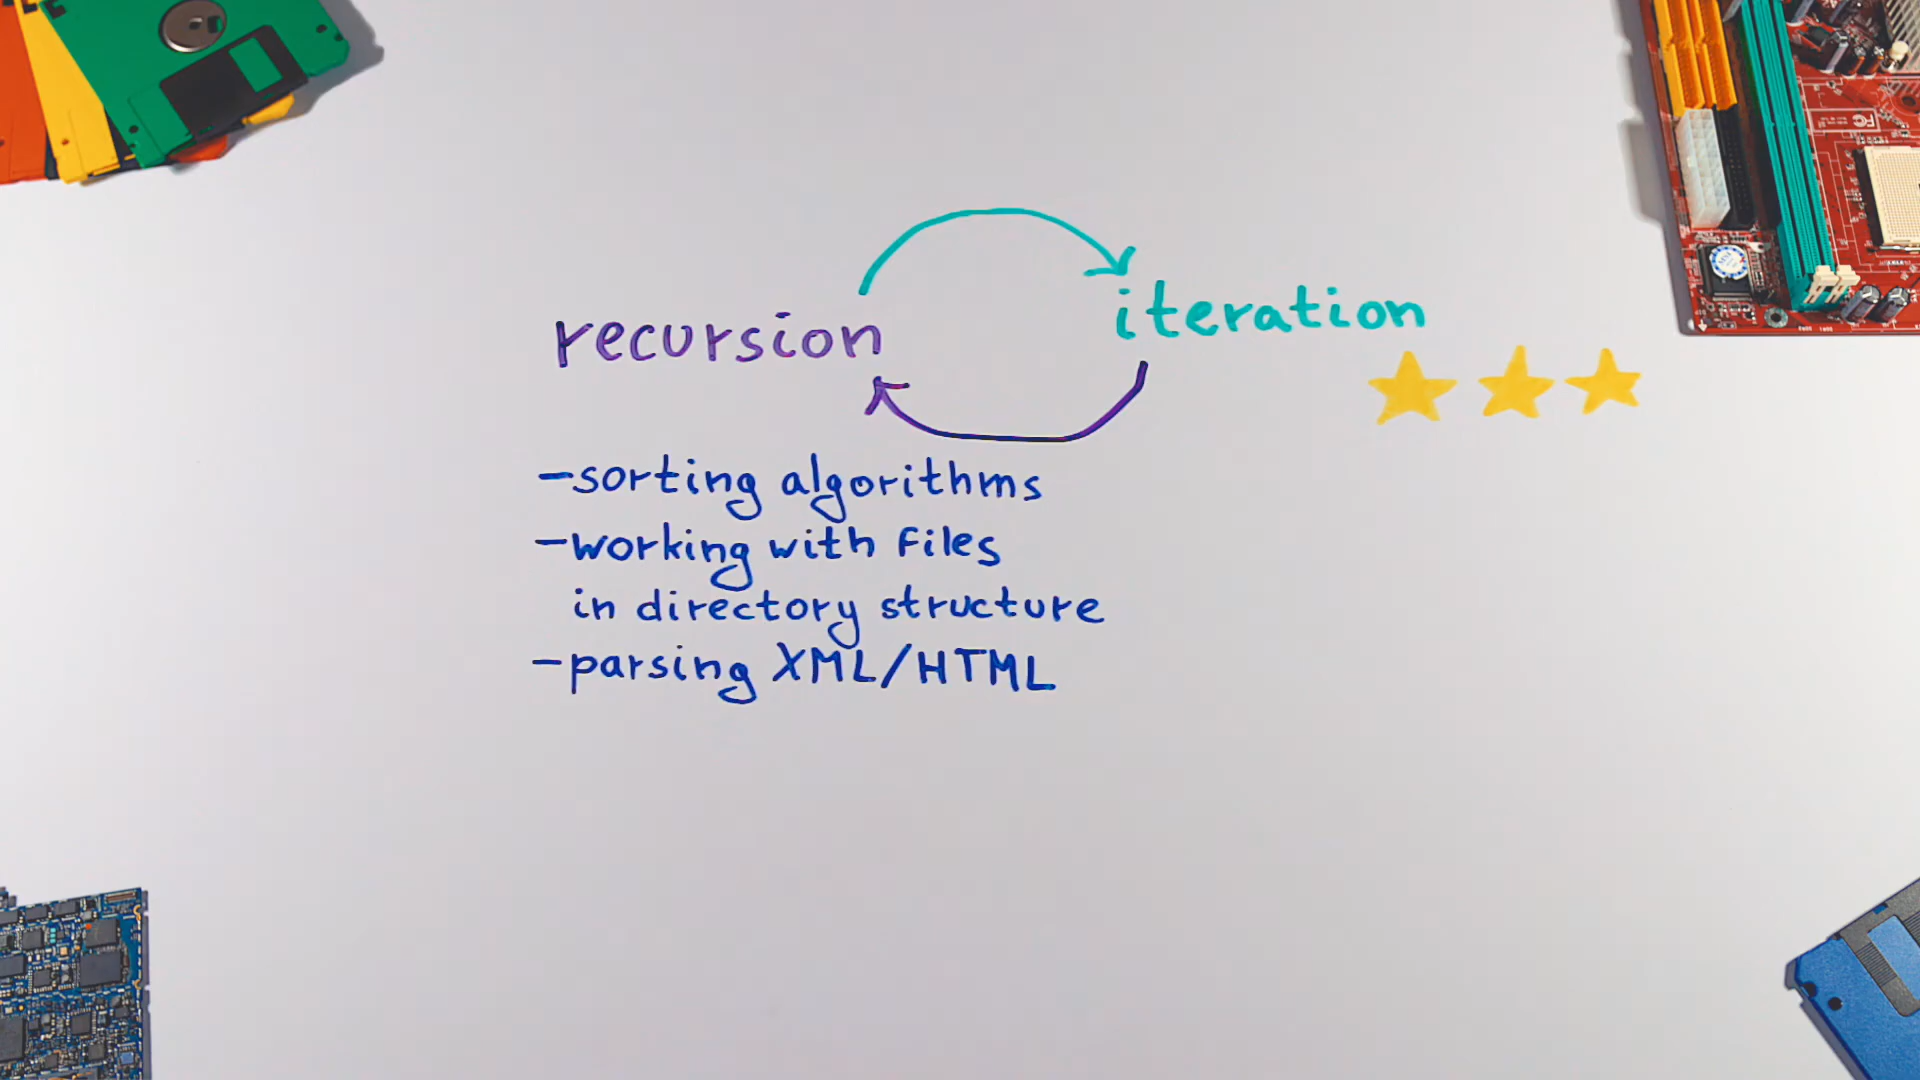 recursion
iteration
-sorting algorithms
-working with files
in directory structure
-parsing XML/HTML